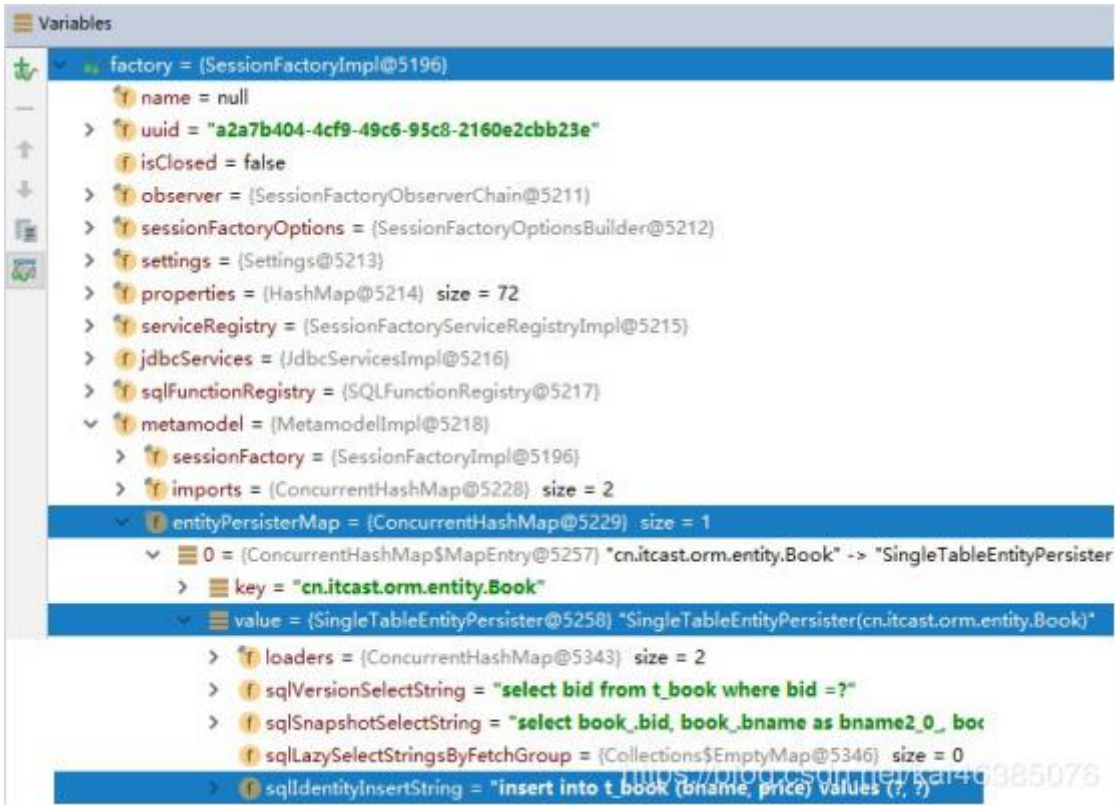 Variables
factory = {SessionFactoryImpl@5196}
name = null
uuid = "a2a7b404-4cf9-49c6-95c8-2160e2cbb23e"
isClosed = false
observer = {SessionFactoryObserverChain@5211}
sessionFactoryOptions = {SessionFactoryOptionsBuilder@5212}
settings = {Settings@5213}
properties = {HashMap@5214} size = 72
serviceRegistry = {SessionFactoryServiceRegistryImpl@5215}
jdbcServices = {JdbcServicesImpl@5216}
sqlFunctionRegistry = {SQLFunctionRegistry@5217}
metamodel = {MetamodelImpl@5218}
sessionFactory = {SessionFactoryImpl@5196}
imports = {ConcurrentHashMap@5228} size = 2
entityPersisterMap = {ConcurrentHashMap@5229} size = 1
0 = {ConcurrentHashMap$MapEntry@5257} "cn.itcast.orm.entity.Book" -> "SingleTableEntityPersister
key = "cn.itcast.orm.entity.Book"
value = {SingleTableEntityPersister@5258} "SingleTableEntityPersister(cn.itcast.orm.entity.Book)"
loaders = {ConcurrentHashMap@5343} size = 2
sqlVersionSelectString = "select bid from t_book where bid =?"
sqlSnapshotSelectString = "select book_.bid, book_.bname as bname2_0_, boc
sqlLazySelectStringsByFetchGroup = {Collections$EmptyMap@5346} size = 0
sqlIdentityInsertString = "insert into t_book (bname, price) values (?, ?)"